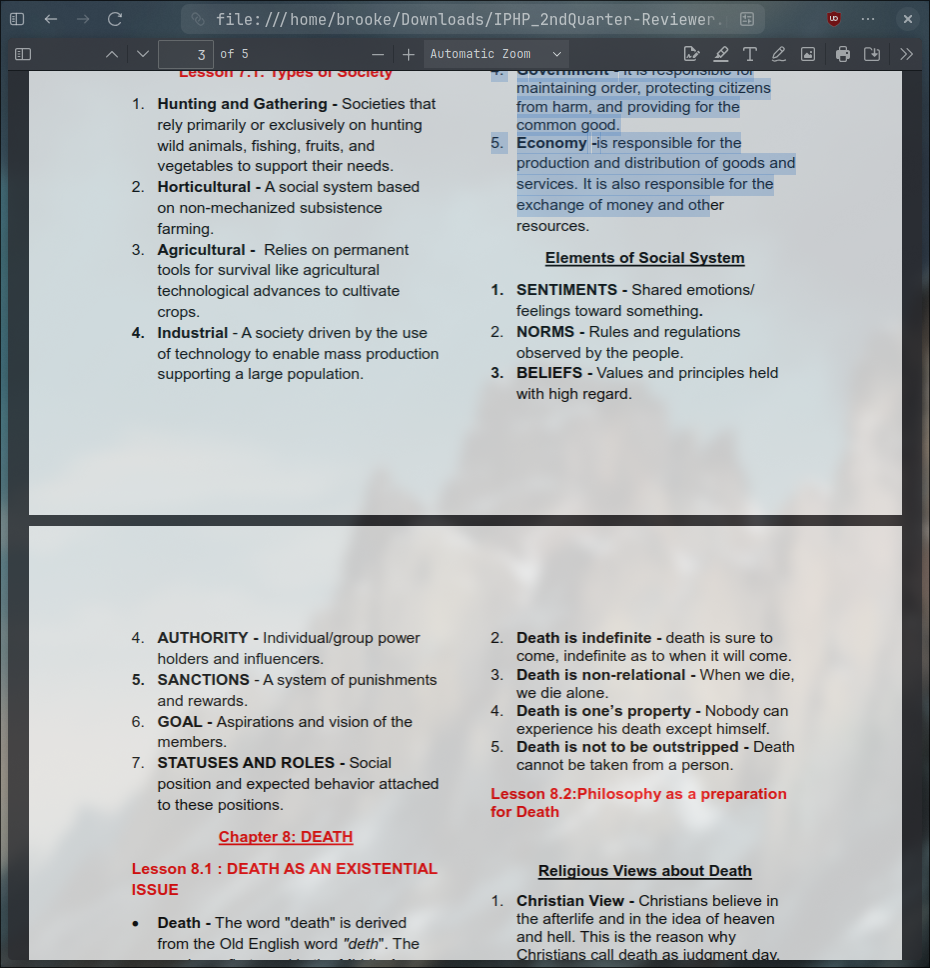 file:///home/brooke/Downloads/IPHP_2ndQuarter-Reviewer.
3 of 5
Automatic Zoom
Lesson 7.1: Types of Society
1. Hunting and Gathering - Societies that
rely primarily or exclusively on hunting
wild animals, fishing, fruits, and
vegetables to support their needs.
2. Horticultural - A social system based
on non-mechanized subsistence
farming.
3. Agricultural -  Relies on permanent
tools for survival like agricultural
technological advances to cultivate
crops.
4. Industrial - A society driven by the use
of technology to enable mass production
supporting a large population.
4. Government - It is responsible for
maintaining order, protecting citizens
from harm, and providing for the
common good.
5. Economy -is responsible for the
production and distribution of goods and
services. It is also responsible for the
exchange of money and other
resources.
Elements of Social System
1. SENTIMENTS - Shared emotions/
feelings toward something.
2. NORMS - Rules and regulations
observed by the people.
3. BELIEFS - Values and principles held
with high regard.
4. AUTHORITY - Individual/group power
holders and influencers.
5. SANCTIONS - A system of punishments
and rewards.
6. GOAL - Aspirations and vision of the
members.
7. STATUSES AND ROLES - Social
position and expected behavior attached
to these positions.
Chapter 8: DEATH
Lesson 8.1 : DEATH AS AN EXISTENTIAL
ISSUE
• Death - The word "death" is derived
from the Old English word "deth". The
2. Death is indefinite - death is sure to
come, indefinite as to when it will come.
3. Death is non-relational - When we die,
we die alone.
4. Death is one's property - Nobody can
experience his death except himself.
5. Death is not to be outstripped - Death
cannot be taken from a person.
Lesson 8.2:Philosophy as a preparation
for Death
Religious Views about Death
1. Christian View - Christians believe in
the afterlife and in the idea of heaven
and hell. This is the reason why
Christians call death as judgment day.